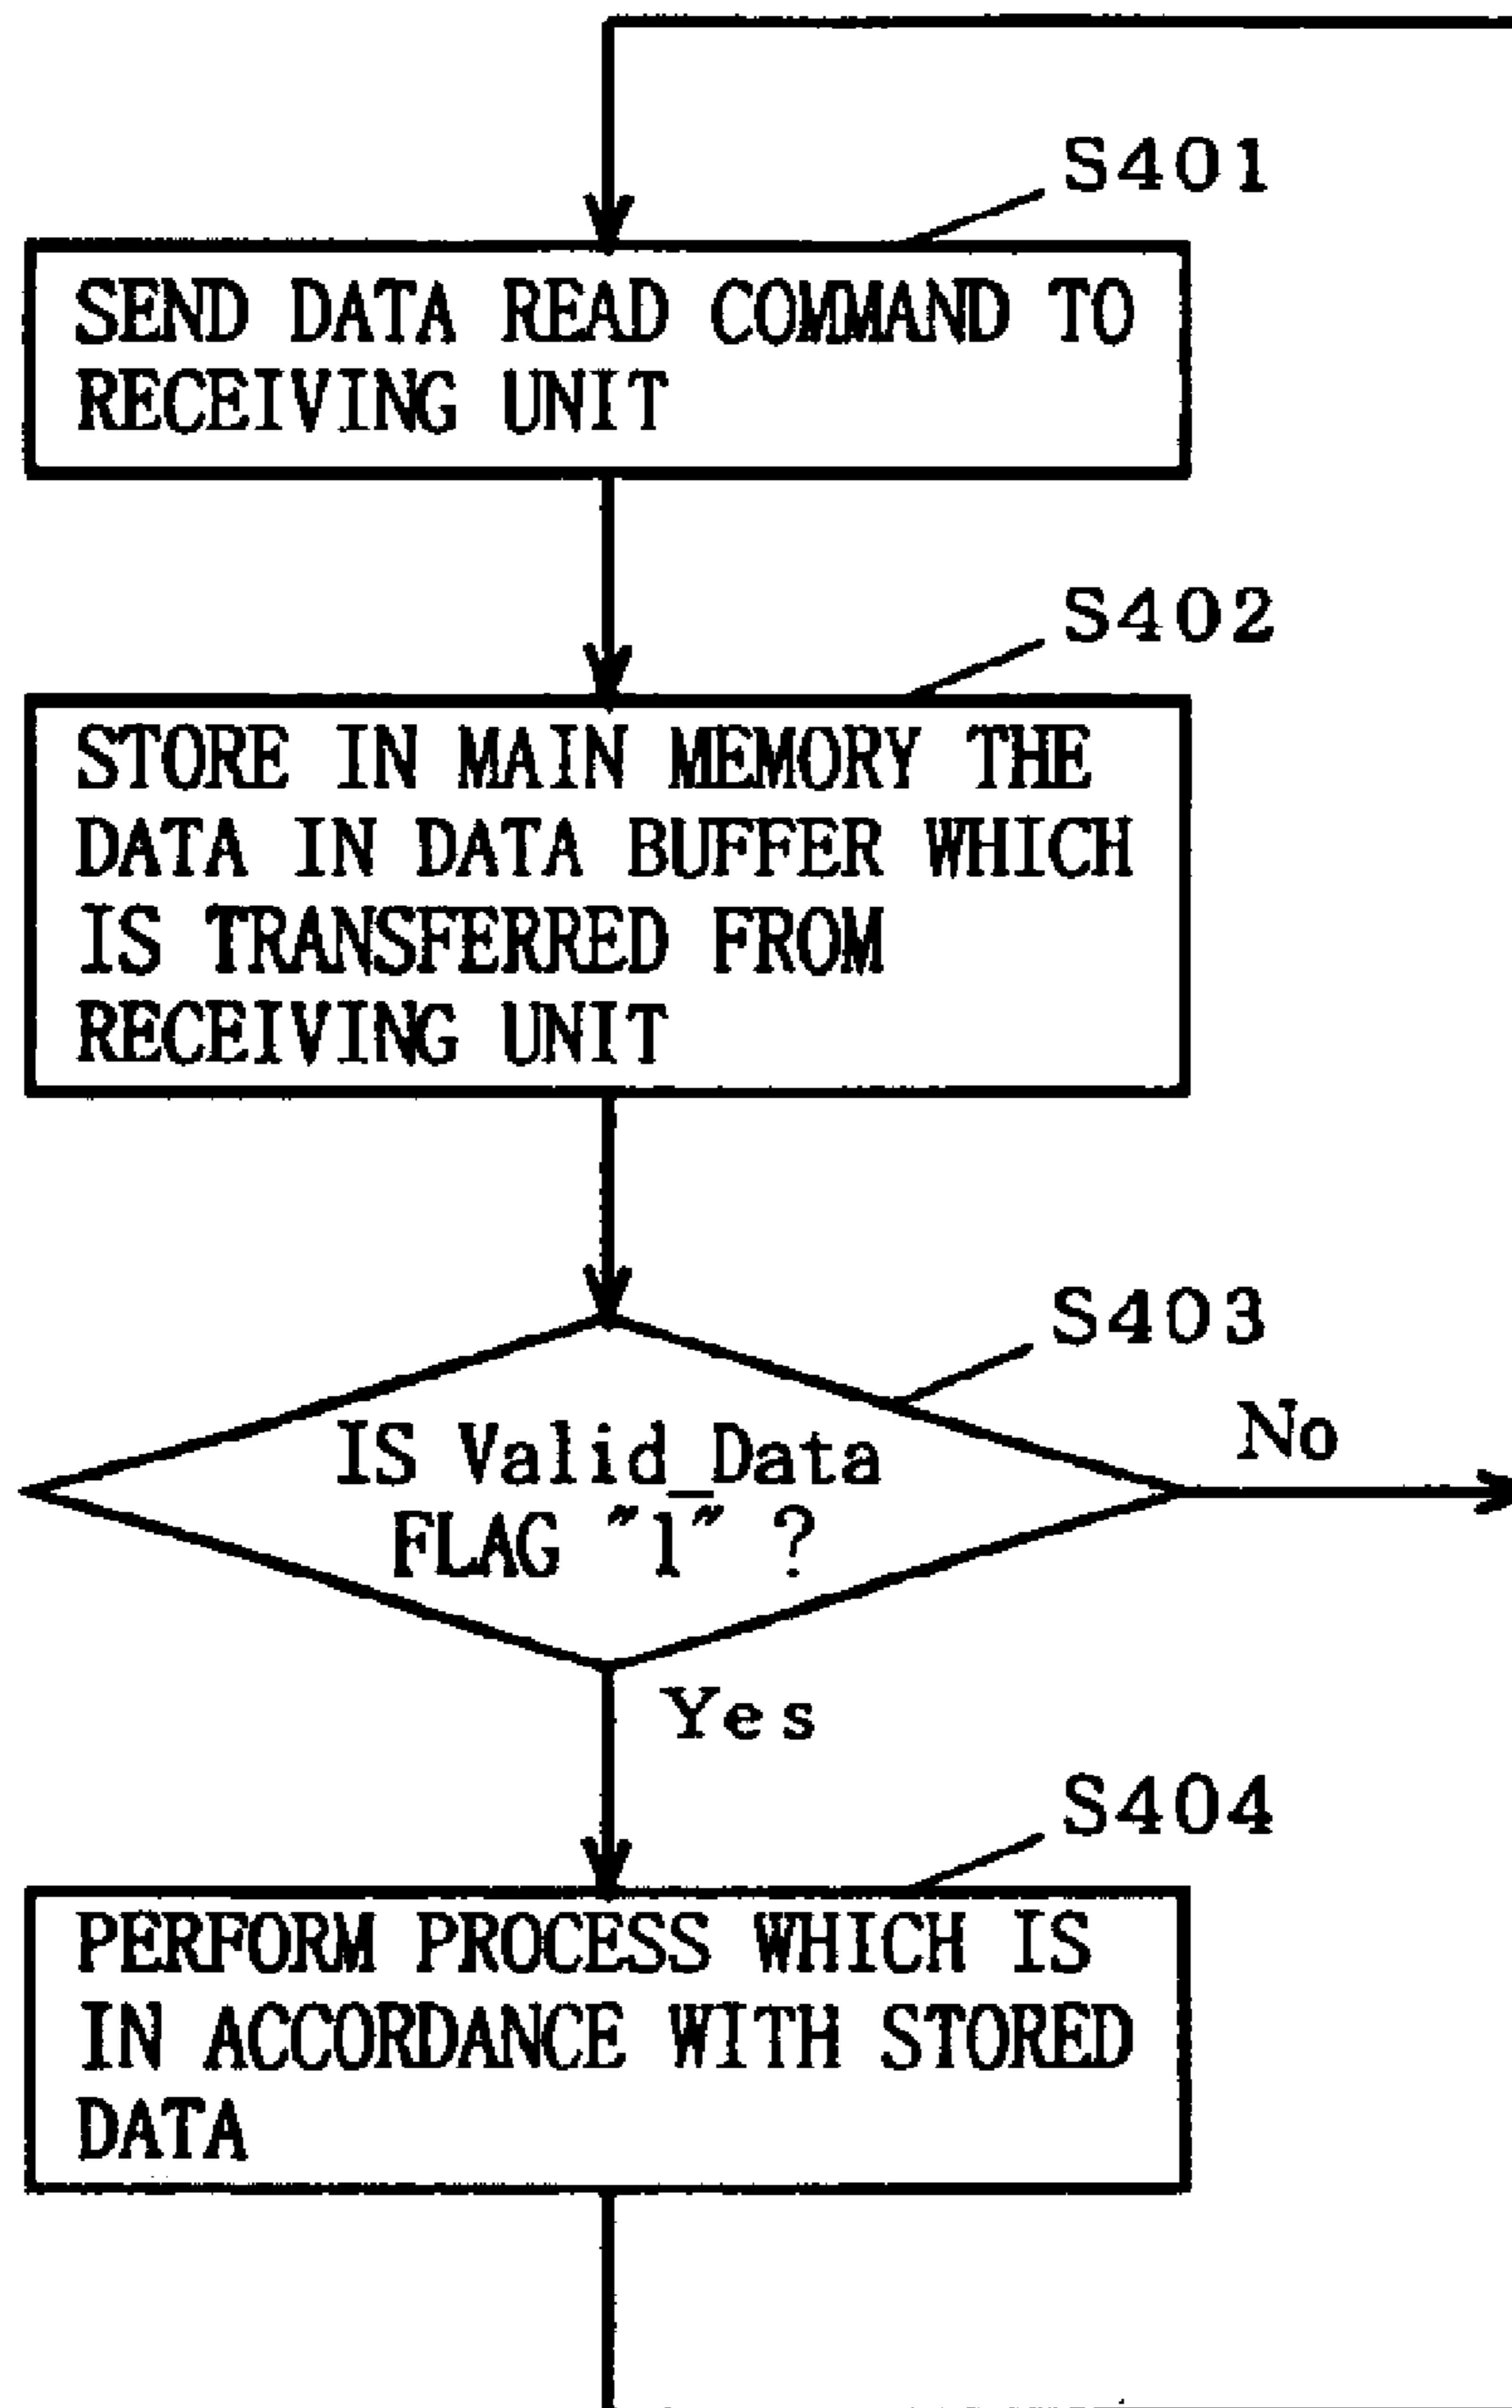 S401
SEND DATA READ COMMAND TO
RECEIVING UNIT
S402
STORE IN MAIN MEMORY THE
DATA IN DATA BUFFER WHICH
IS TRANSFERRED FROM
RECEIVING UNIT
S403
No
IS Valid_Data
FLAG "1" ?
Yes
S404
PERFORM PROCESS WHICH IS
IN ACCORDANCE WITH STORED
DATA